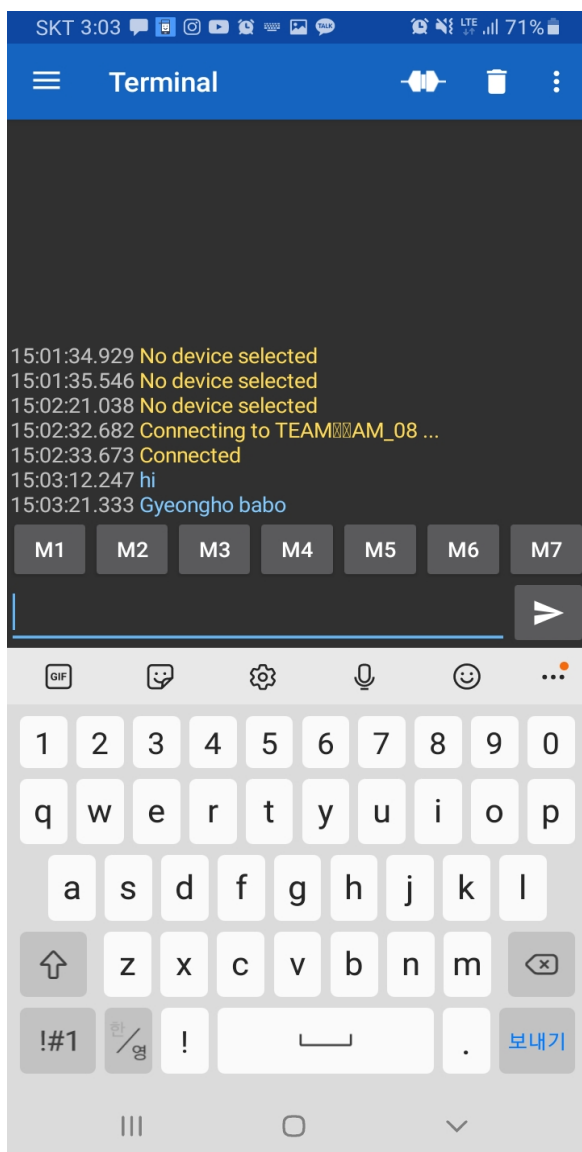 SKT 3:03 TALK LTE 71%
Terminal
15:01:34.929 No device selected
15:01:35.546 No device selected
15:02:21.038 No device selected
15:02:32.682 Connecting to TEAM▯▯AM_08 ...
15:02:33.673 Connected
15:03:12.247 hi
15:03:21.333 Gyeongho babo
M1 M2 M3 M4 M5 M6 M7
GIF
1 2 3 4 5 6 7 8 9 0
q w e r t y u i o p
a s d f g h j k l
z x c v b n m
!#1 한/영 ! . 보내기